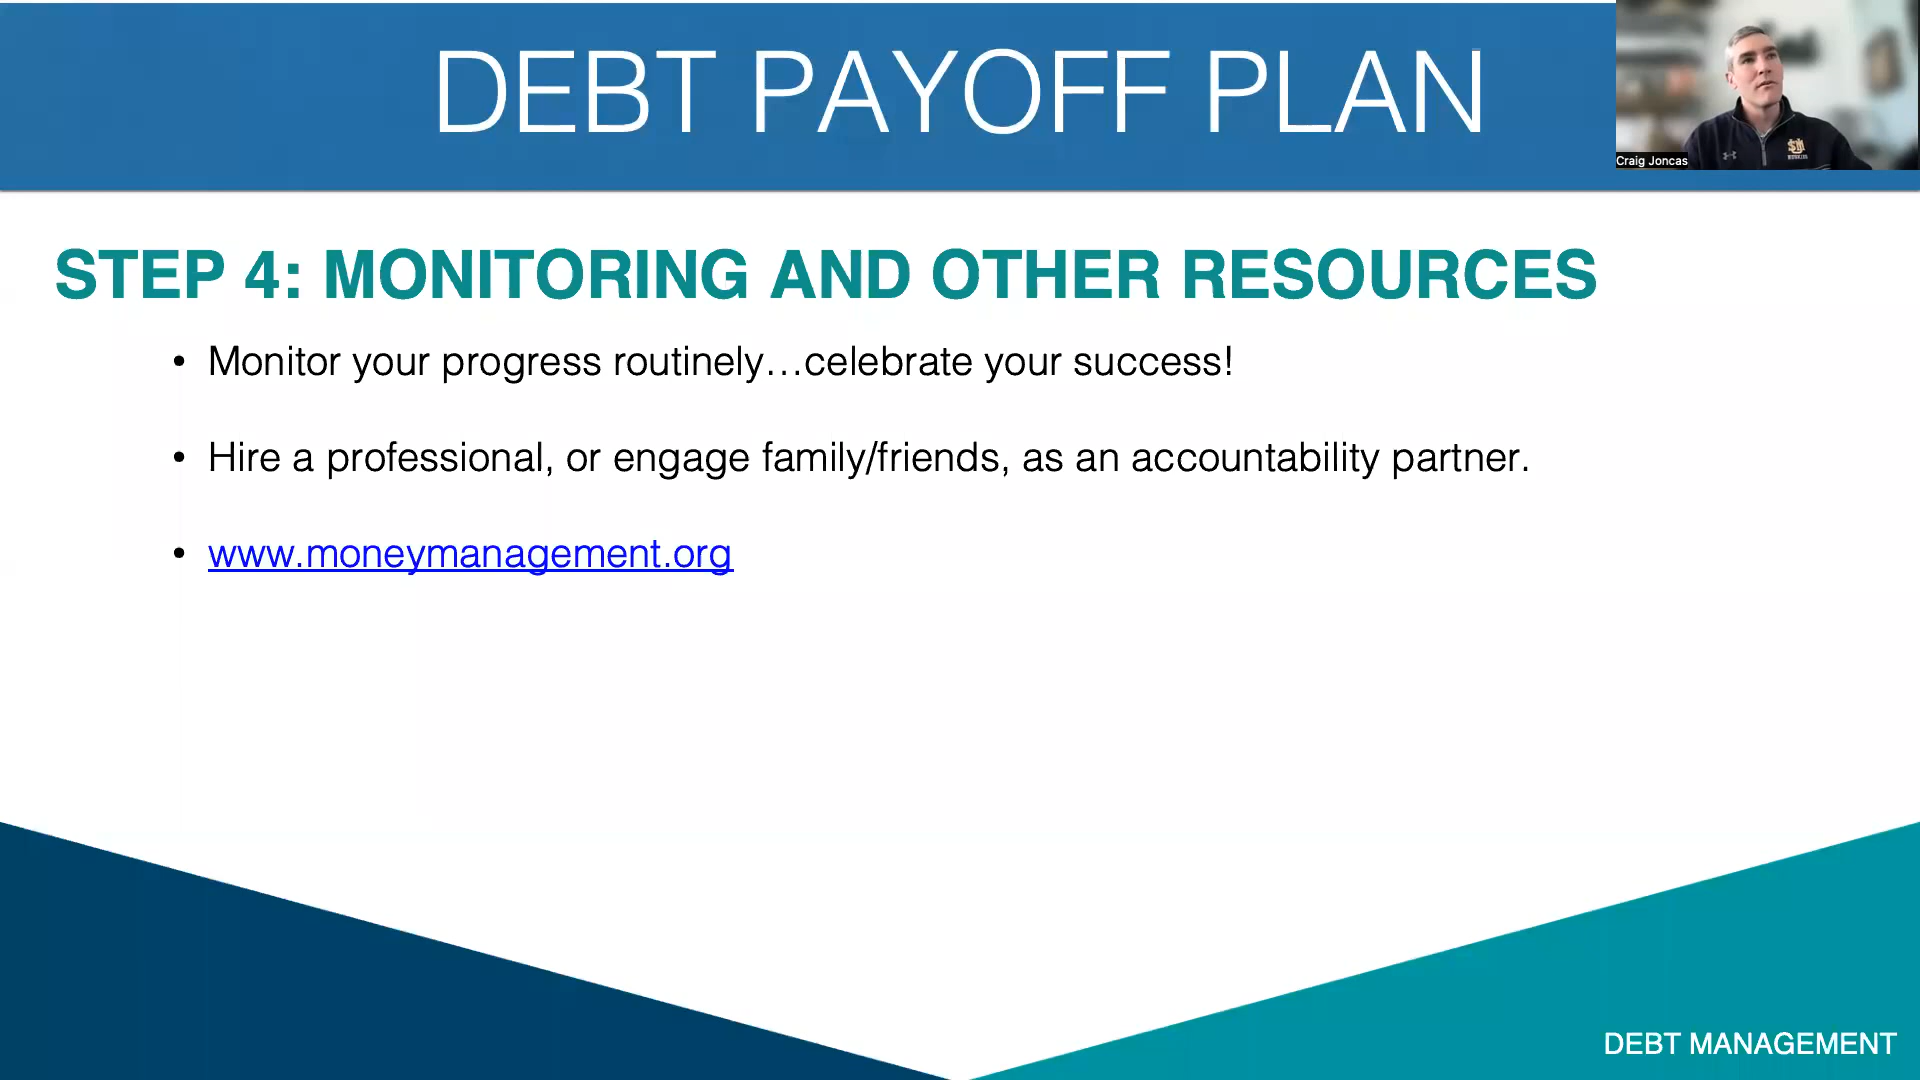 DEBT PAYOFF PLAN
Craig Joncas
STEP 4: MONITORING AND OTHER RESOURCES
• Monitor your progress routinely…celebrate your success!
• Hire a professional, or engage family/friends, as an accountability partner.
• www.moneymanagement.org
DEBT MANAGEMENT